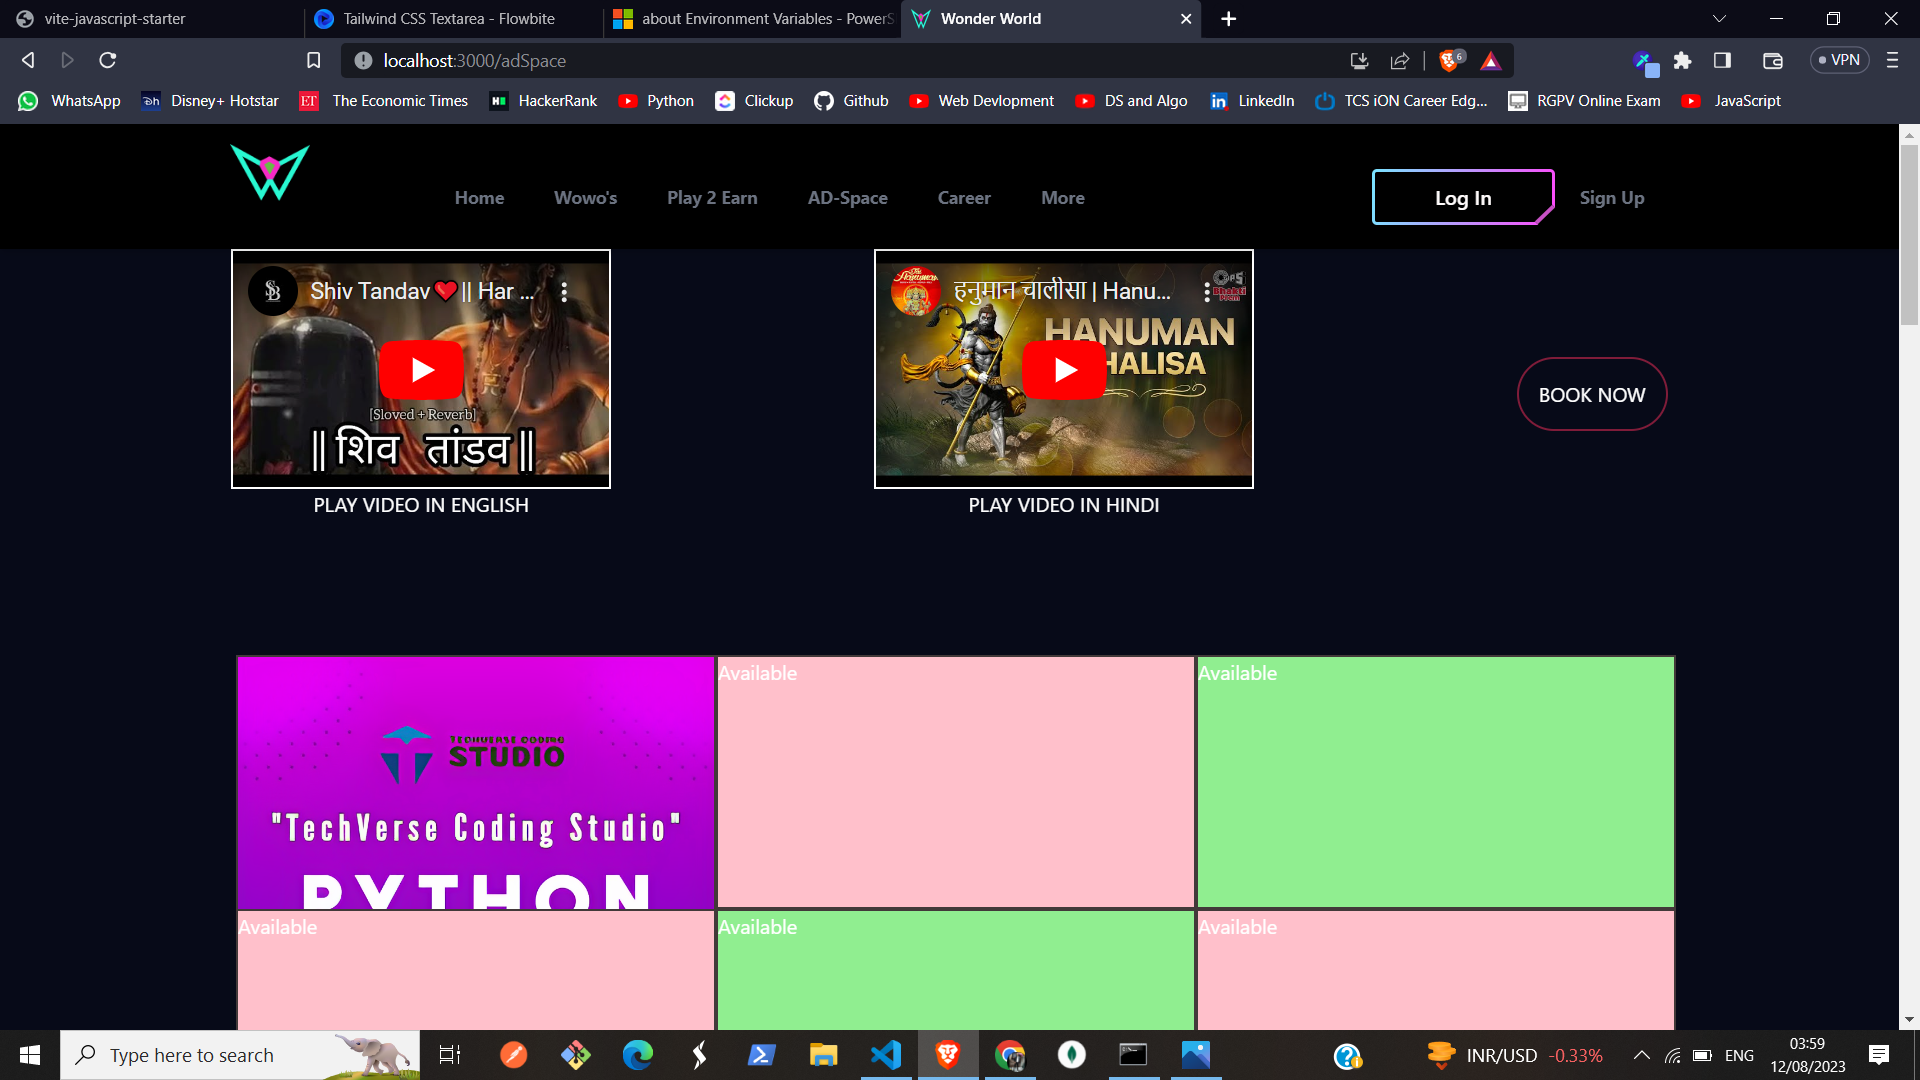 vite-javascript-starter
Tailwind CSS Textarea - Flowbite
about Environment Variables - PowerS
Wonder World
localhost:3000/adSpace
6
VPN
WhatsApp
Disney+ Hotstar
ET
The Economic Times
HackerRank
Python
Clickup
Github
Web Devlopment
DS and Algo
LinkedIn
TCS iON Career Edg...
RGPV Online Exam
JavaScript
Home
Wowo's
Play 2 Earn
AD-Space
Career
More
Log In
Sign Up
Shiv Tandav❤️|| Har ...
[Sloved + Reverb]
|| शिव तांडव ||
PLAY VIDEO IN ENGLISH
हनुमान चालीसा | Hanu...
HANUMAN
HALISA
PLAY VIDEO IN HINDI
BOOK NOW
TECHVERSE CODING
STUDIO
"TechVerse Coding Studio"
PYTHON
Available
Available
Available
Available
Available
Type here to search
INR/USD -0.33%
ENG
03:59
12/08/2023